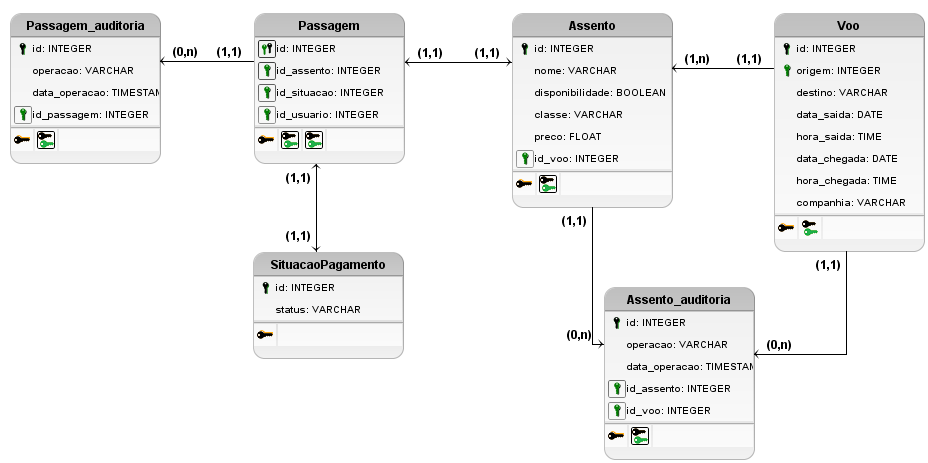 Passagem_auditoria
id: INTEGER
operacao: VARCHAR
data_operacao: TIMESTAM
id_passagem: INTEGER
(0,n)
(1,1)
Passagem
id: INTEGER
id_assento: INTEGER
id_situacao: INTEGER
id_usuario: INTEGER
(1,1)
(1,1)
Assento
id: INTEGER
nome: VARCHAR
disponibilidade: BOOLEAN
classe: VARCHAR
preco: FLOAT
id_voo: INTEGER
(1,n)
(1,1)
Voo
id: INTEGER
origem: INTEGER
destino: VARCHAR
data_saida: DATE
hora_saida: TIME
data_chegada: DATE
hora_chegada: TIME
companhia: VARCHAR
(1,1)
(1,1)
SituacaoPagamento
id: INTEGER
status: VARCHAR
(1,1)
(0,n)
(1,1)
(0,n)
Assento_auditoria
id: INTEGER
operacao: VARCHAR
data_operacao: TIMESTAM
id_assento: INTEGER
id_voo: INTEGER